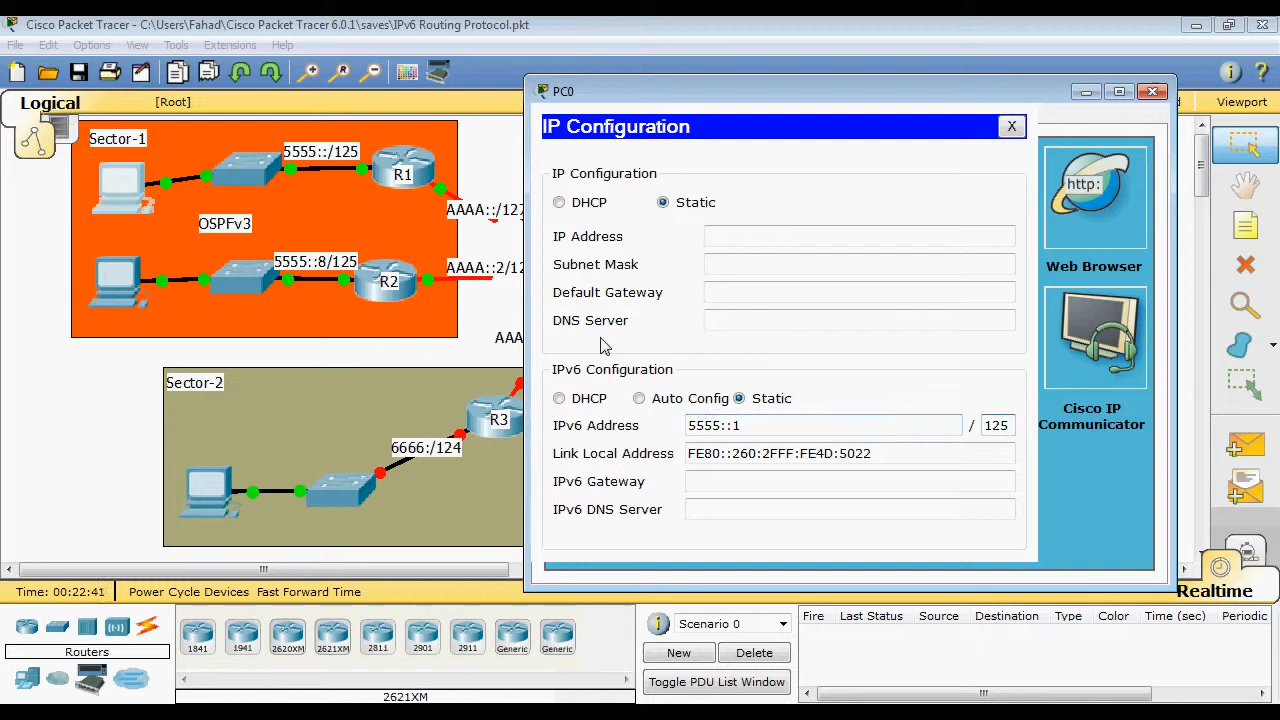 Cisco Packet Tracer - C:\Users\Fahad\Cisco Packet Tracer 6.0.1\saves\IPv6 Routing Protocol.pkt
File Edit Options View Tools Extensions Help
Logical [Root] Viewport
Sector-1
5555::/125
R1
AAAA::/127
OSPFv3
5555::8/125
R2
AAAA::2/12
AAA
Sector-2
R3
6666:/124
PC0
IP Configuration X
IP Configuration
DHCP Static
IP Address
Subnet Mask
Default Gateway
DNS Server
IPv6 Configuration
DHCP Auto Config Static
IPv6 Address 5555::1 / 125
Link Local Address FE80::260:2FFF:FE4D:5022
IPv6 Gateway
IPv6 DNS Server
http:
Web Browser
Cisco IP
Communicator
Time: 00:22:41 Power Cycle Devices Fast Forward Time Realtime
Routers
1841 1941 2620XM 2621XM 2811 2901 2911 Generic Generic
2621XM
Scenario 0
New Delete
Toggle PDU List Window
Fire Last Status Source Destination Type Color Time (sec) Periodic